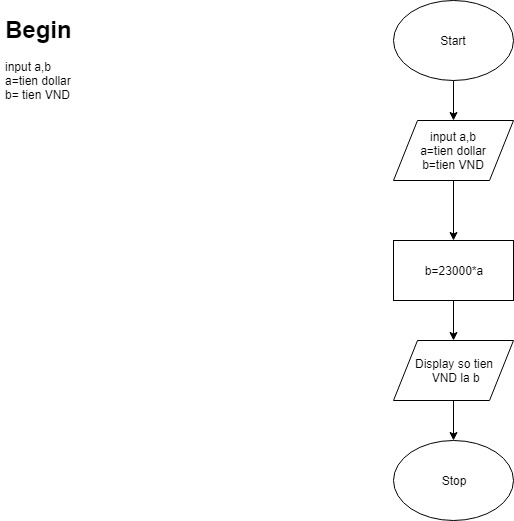 Begin
input a,b
a=tien dollar
b= tien VND
Start
input a,b
a=tien dollar
b=tien VND
b=23000*a
Display so tien
VND la b
Stop